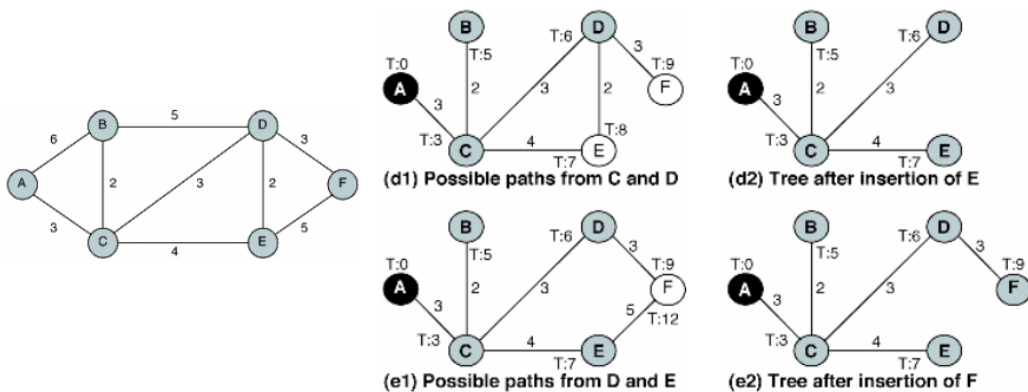 B
5
D
6
3
A
2
3
2
F
3
C
4
E
5
B
D
T:6
T:5
3
T:0
T:9
A
2
3
2
F
3
T:3
4
T:8
C
E
T:7
(d1) Possible paths from C and D
B
D
T:6
T:5
T:0
A
2
3
3
T:3
4
C
E
T:7
(d2) Tree after insertion of E
B
D
T:6
T:5
3
T:0
T:9
A
2
3
F
3
5
T:12
T:3
4
C
E
T:7
(e1) Possible paths from D and E
B
D
T:6
T:5
3
T:0
T:9
A
2
3
F
3
T:3
4
C
E
T:7
(e2) Tree after insertion of F